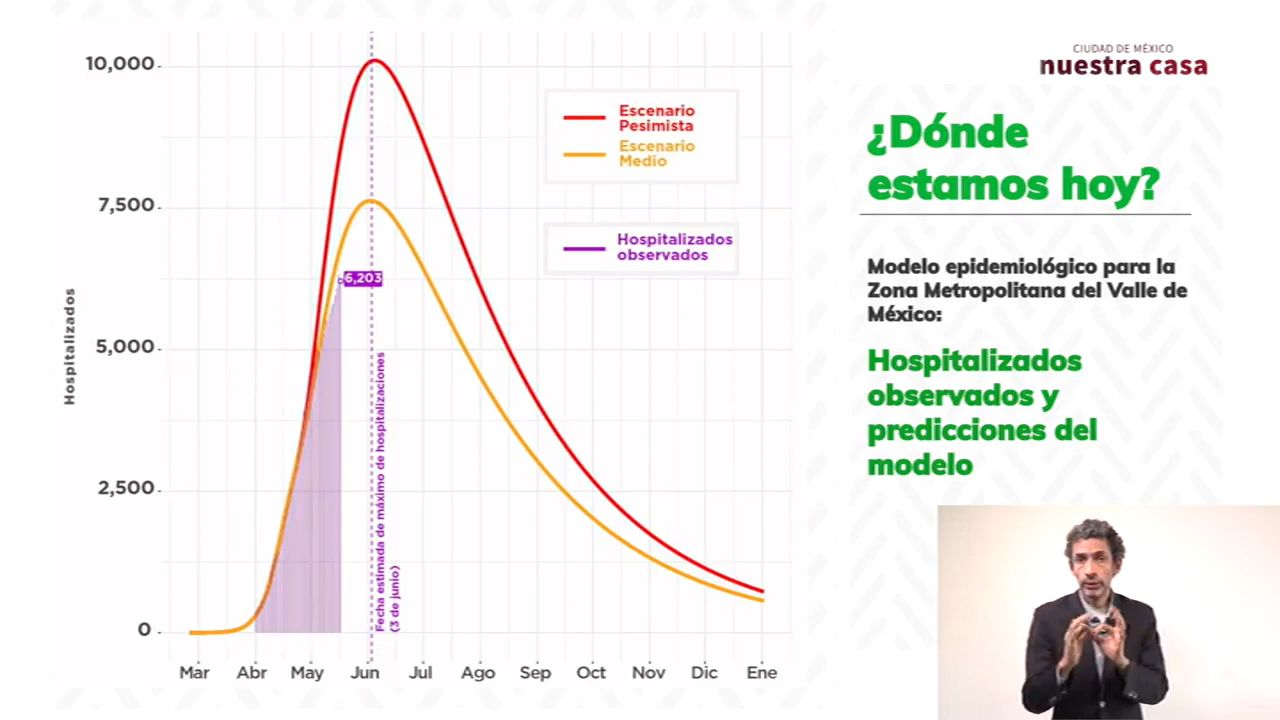 CIUDAD DE MÉXICO
nuestra casa
¿Dónde
estamos hoy?
Modelo epidemiológico para la
Zona Metropolitana del Valle de
México:
Hospitalizados
observados y
predicciones del
modelo
Hospitalizados
10,000
7,500
5,000
2,500
0
Escenario
Pesimista
Escenario
Medio
Hospitalizados
observados
6,203
Fecha estimada de máximo de hospitalizaciones
(3 de junio)
Mar Abr May Jun Jul Ago Sep Oct Nov Dic Ene